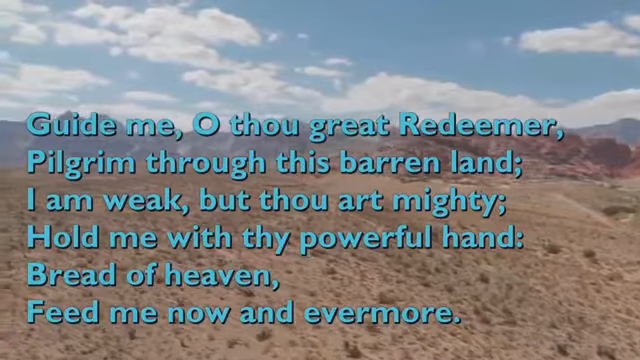 Guide me, O thou great Redeemer,
Pilgrim through this barren land;
I am weak, but thou art mighty;
Hold me with thy powerful hand:
Bread of heaven,
Feed me now and evermore.